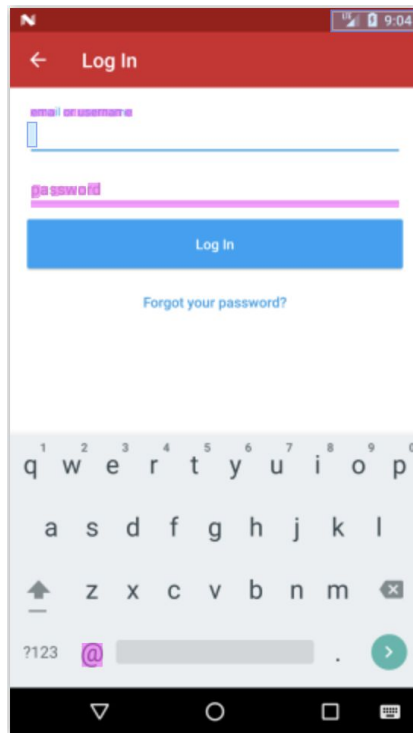 9:04
Log In
email or username
password
Log In
Forgot your password?
1 2 3 4 5 6 7 8 9 0
q w e r t y u i o p
a s d f g h j k l
z x c v b n m
?123 @ .